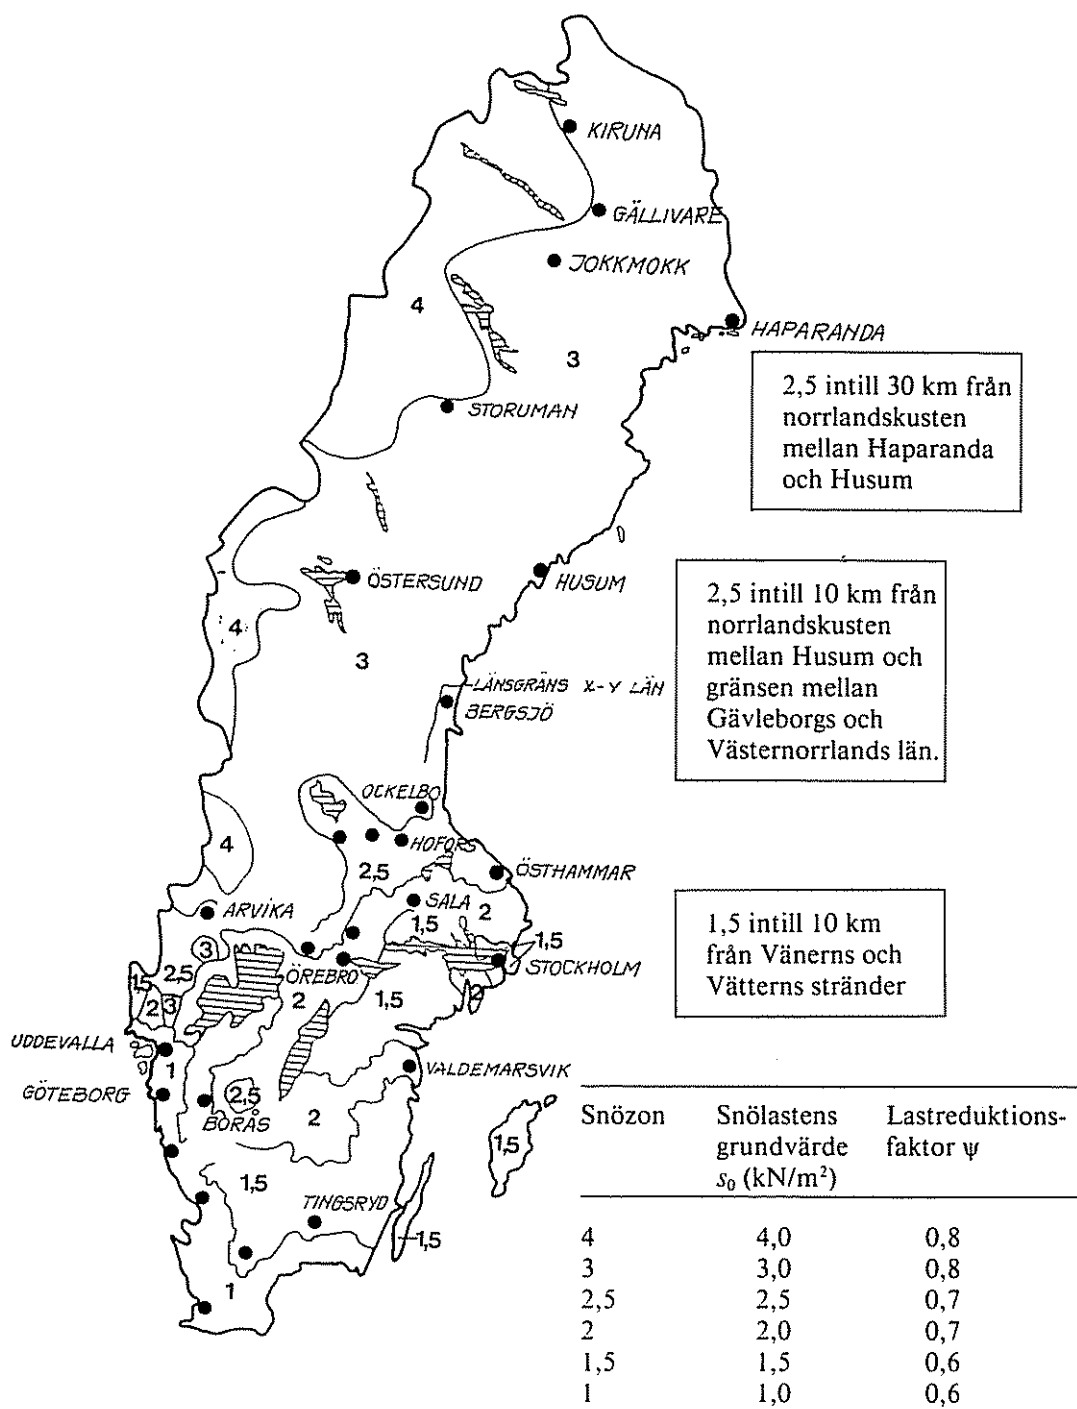 KIRUNA
GÄLLIVARE
JOKKMOKK
4
HAPARANDA
3
2,5 intill 30 km från
norrlandskusten
mellan Haparanda
och Husum
STORUMAN
ÖSTERSUND
HUSUM
2,5 intill 10 km från
norrlandskusten
mellan Husum och
gränsen mellan
Gävleborgs och
Västernorrlands län.
4
3
LÄNSGRÄNS X-Y LÄN
BERGSJÖ
OCKELBO
4
HOFORS
2,5
ÖSTHAMMAR
SALA
2
ARVIKA
1,5
1,5
3
STOCKHOLM
1,5 intill 10 km
från Vänerns och
Vätterns stränder
2,5
ÖREBRO
1,5
2
3
2
1,5
2
UDDEVALLA
1
VALDEMARSVIK
GÖTEBORG
2,5
BORÅS
2
1,5
1,5
TINGSRYD
1,5
1
Snözon Snölastens Lastreduktions-
grundvärde faktor ψ
s₀ (kN/m²)
4 4,0 0,8
3 3,0 0,8
2,5 2,5 0,7
2 2,0 0,7
1,5 1,5 0,6
1 1,0 0,6